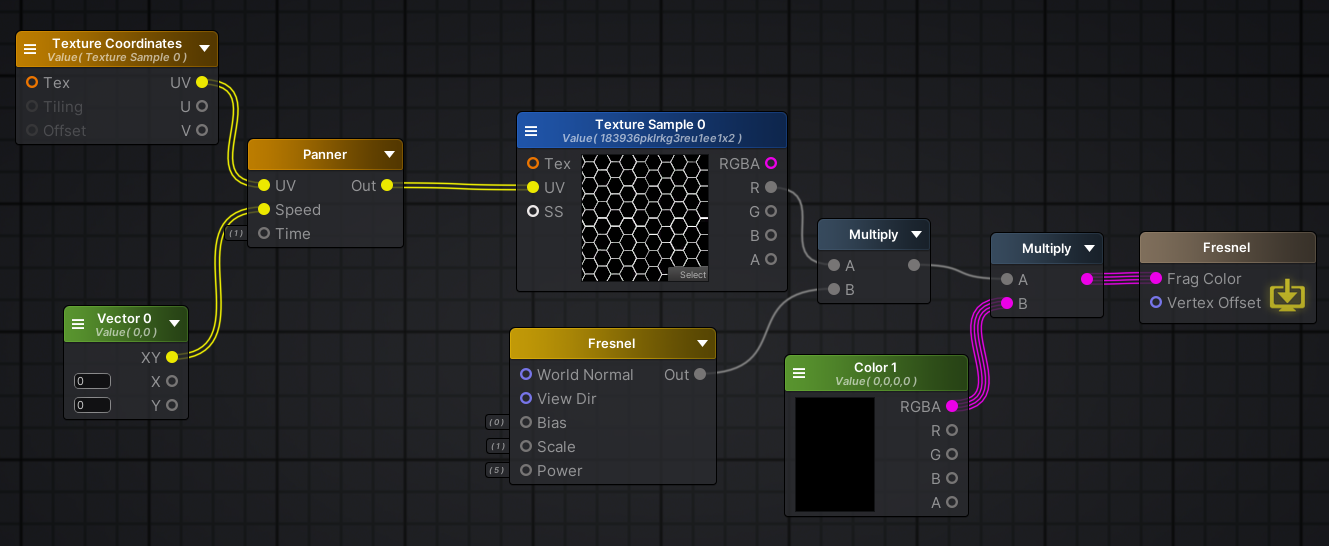 Texture Coordinates
Value( Texture Sample 0 )
Tex UV
Tiling U
Offset V
Panner
UV Out
Speed
(1) Time
Vector 0
Value( 0,0 )
XY
0 X
0 Y
Texture Sample 0
Value( 183936pklrkg3reu1ee1x2 )
Tex RGBA
UV R
SS G
B
A
Select
Fresnel
World Normal Out
View Dir
(0) Bias
(1) Scale
(5) Power
Multiply
A
B
Color 1
Value( 0,0,0,0 )
RGBA
R
G
B
A
Multiply
A
B
Fresnel
Frag Color
Vertex Offset